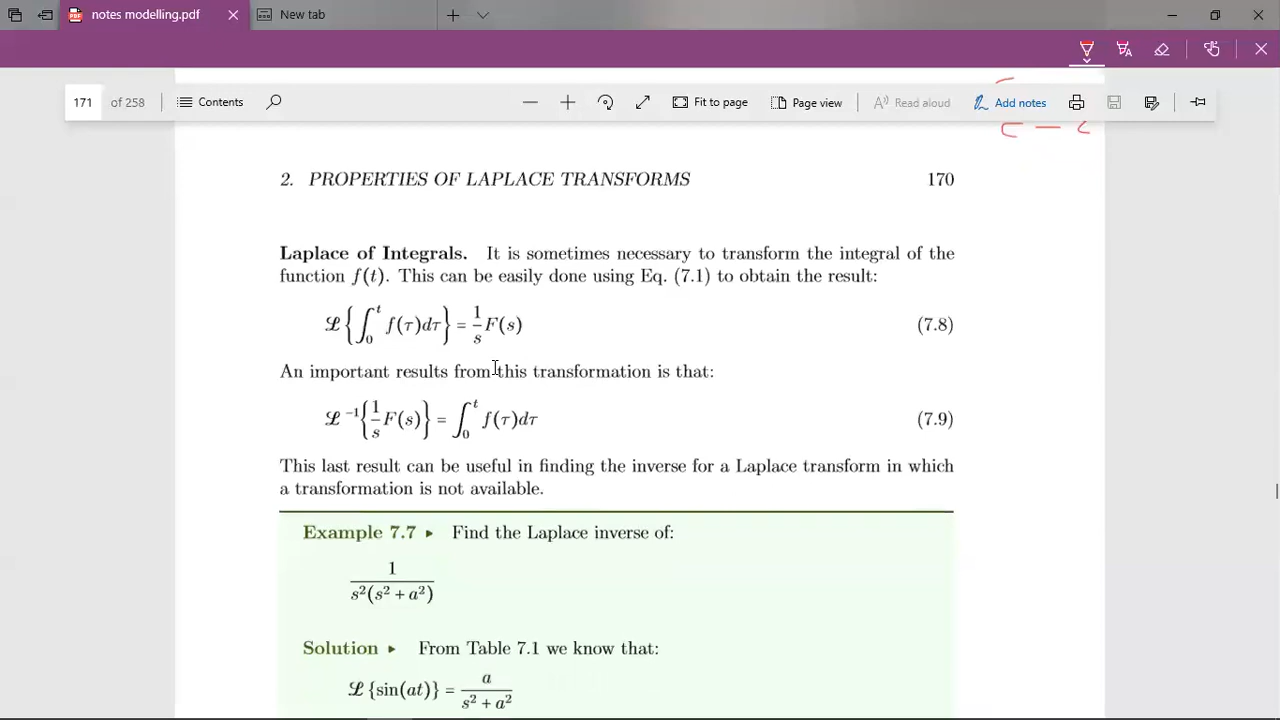 notes modelling.pdf
New tab
171 of 258
Contents
Fit to page
Page view
Read aloud
Add notes
2. PROPERTIES OF LAPLACE TRANSFORMS 170
Laplace of Integrals. It is sometimes necessary to transform the integral of the
function f(t). This can be easily done using Eq. (7.1) to obtain the result:
ℒ{∫₀ᵗ f(τ)dτ} = 1/s F(s) (7.8)
An important results from this transformation is that:
ℒ⁻¹{1/s F(s)} = ∫₀ᵗ f(τ)dτ (7.9)
This last result can be useful in finding the inverse for a Laplace transform in which
a transformation is not available.
Example 7.7 ▸ Find the Laplace inverse of:
1/(s²(s² + a²))
Solution ▸ From Table 7.1 we know that:
ℒ{sin(at)} = a/(s² + a²)